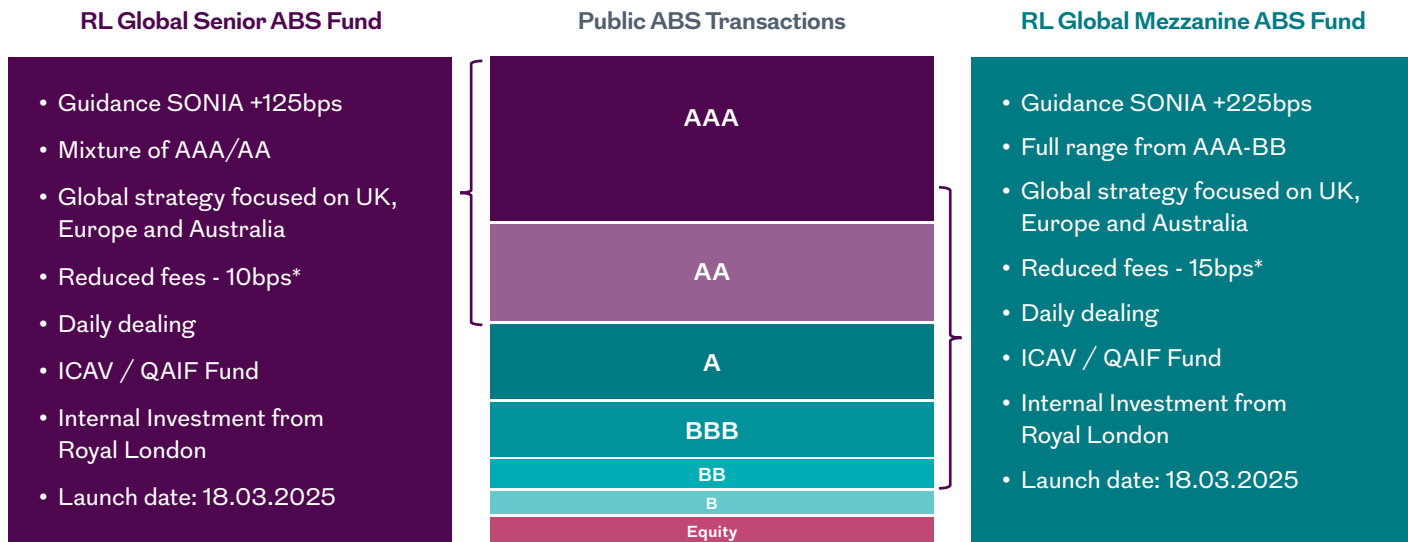 RL Global Senior ABS Fund
• Guidance SONIA +125bps
• Mixture of AAA/AA
• Global strategy focused on UK,
Europe and Australia
• Reduced fees - 10bps*
• Daily dealing
• ICAV / QAIF Fund
• Internal Investment from
Royal London
• Launch date: 18.03.2025
Public ABS Transactions
AAA
AA
A
BBB
BB
B
Equity
RL Global Mezzanine ABS Fund
• Guidance SONIA +225bps
• Full range from AAA-BB
• Global strategy focused on UK,
Europe and Australia
• Reduced fees - 15bps*
• Daily dealing
• ICAV / QAIF Fund
• Internal Investment from
Royal London
• Launch date: 18.03.2025